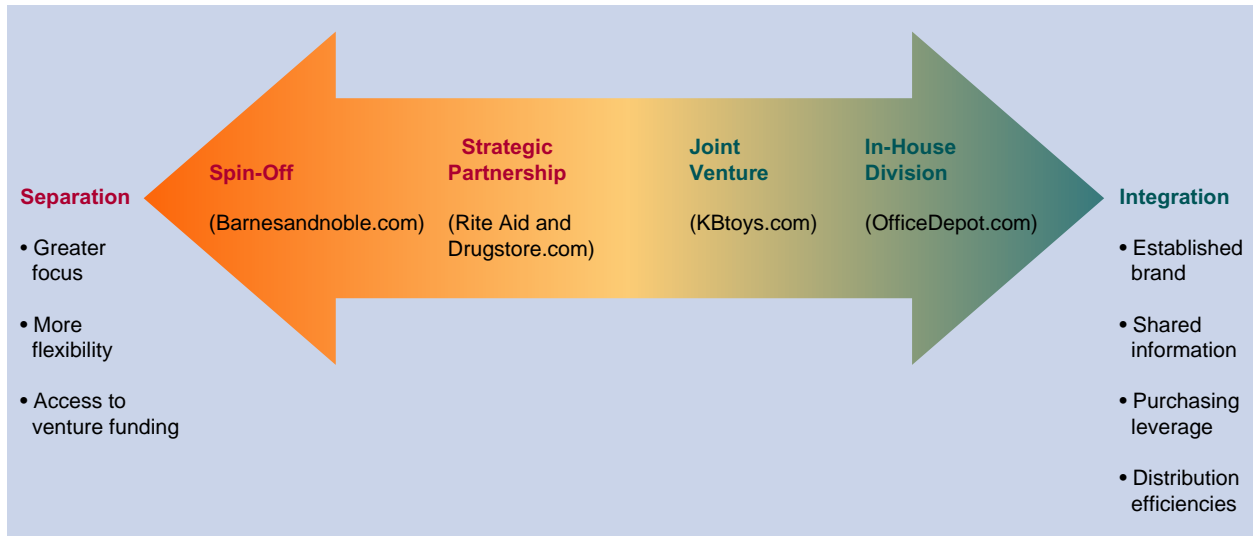 Separation
• Greater
focus
• More
flexibility
• Access to
venture funding
Spin-Off
(Barnesandnoble.com)
Strategic
Partnership
(Rite Aid and
Drugstore.com)
Joint
Venture
(KBtoys.com)
In-House
Division
(OfficeDepot.com)
Integration
• Established
brand
• Shared
information
• Purchasing
leverage
• Distribution
efficiencies